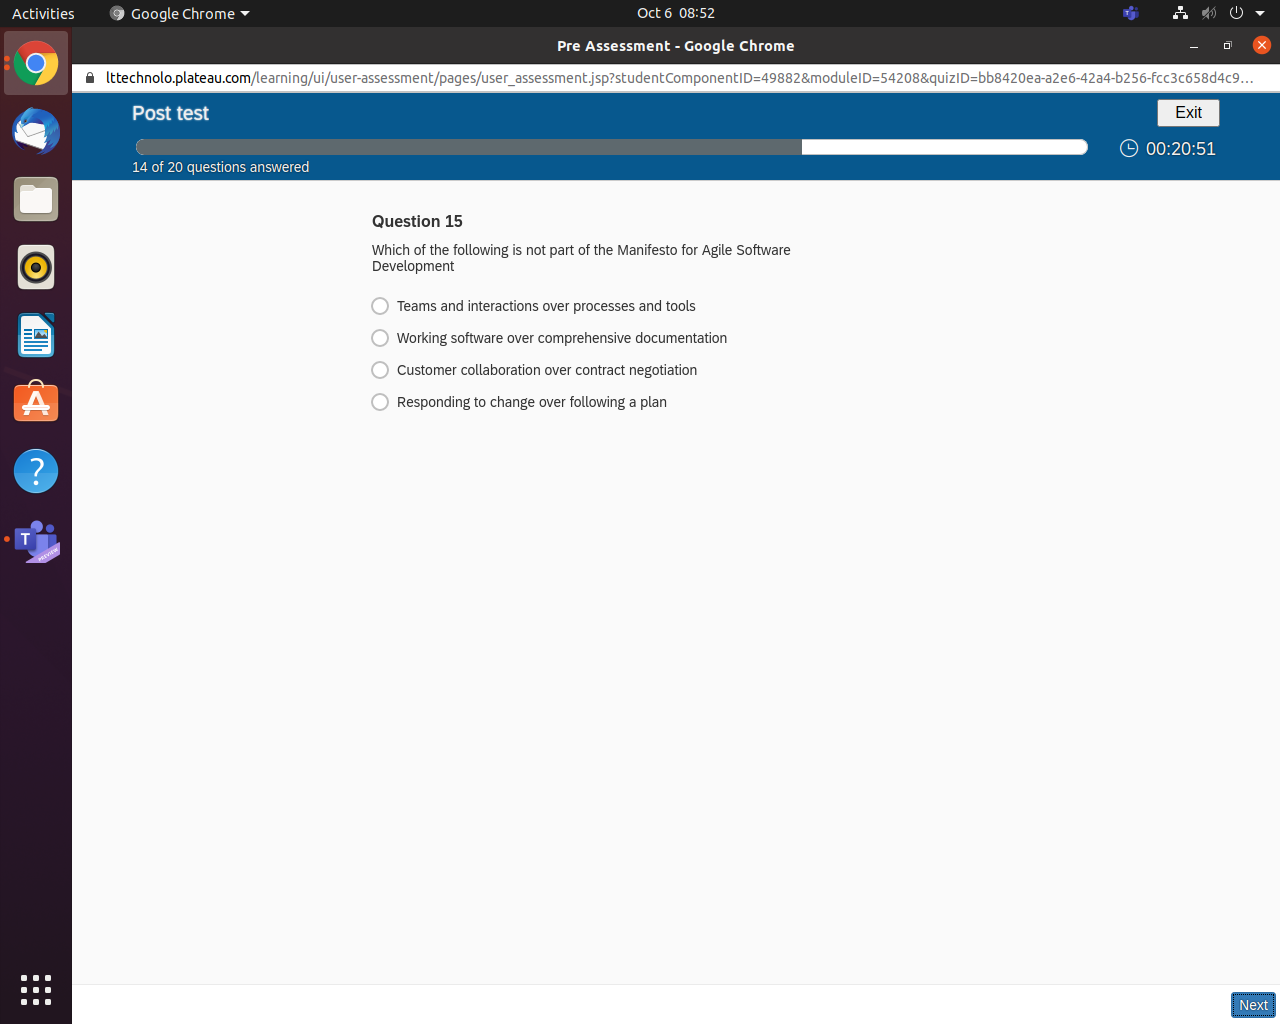 Activities
Google Chrome
Oct 6 08:52
Pre Assessment - Google Chrome
lttechnolo.plateau.com/learning/ui/user-assessment/pages/user_assessment.jsp?studentComponentID=49882&moduleID=54208&quizID=bb8420ea-a2e6-42a4-b256-fcc3c658d4c9...
Post test
Exit
00:20:51
14 of 20 questions answered
Question 15
Which of the following is not part of the Manifesto for Agile Software
Development
Teams and interactions over processes and tools
Working software over comprehensive documentation
Customer collaboration over contract negotiation
Responding to change over following a plan
T
PREVIEW
Next